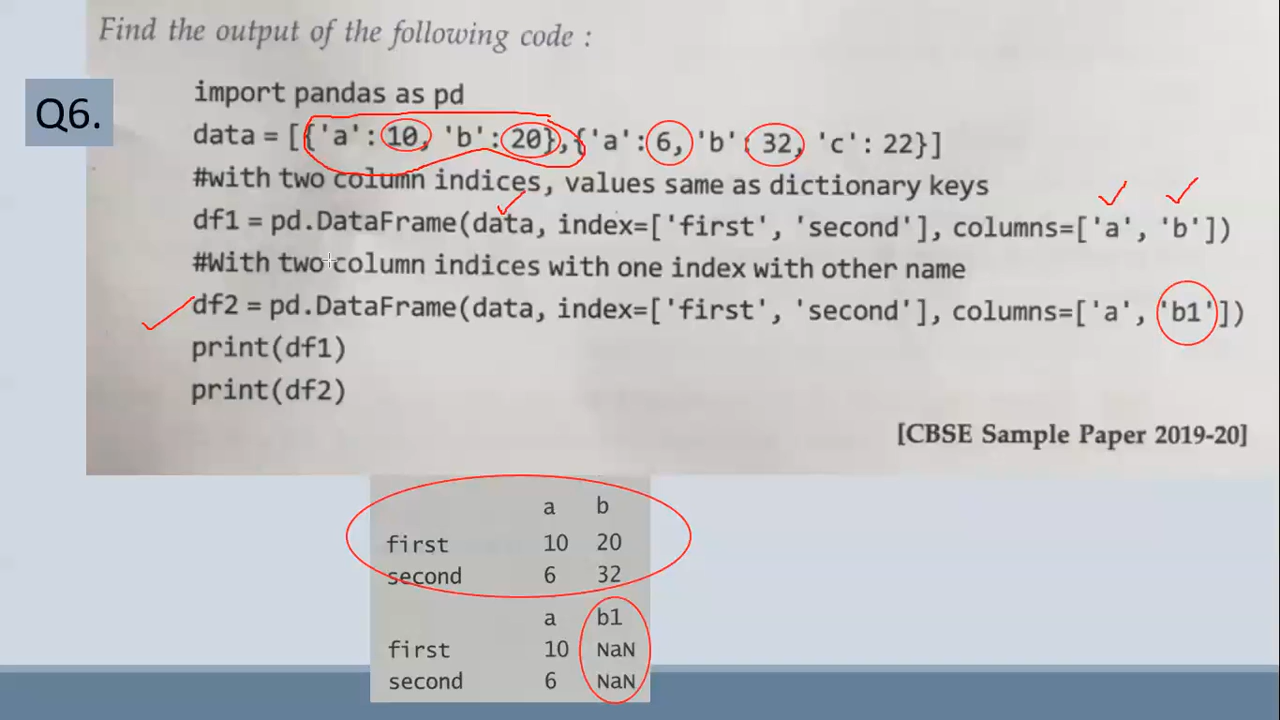 Find the output of the following code :
Q6.
import pandas as pd
data = [{'a': 10, 'b': 20},{'a': 6, 'b': 32, 'c': 22}]
#with two column indices, values same as dictionary keys
df1 = pd.DataFrame(data, index=['first', 'second'], columns=['a', 'b'])
#With two column indices with one index with other name
df2 = pd.DataFrame(data, index=['first', 'second'], columns=['a', 'b1'])
print(df1)
print(df2)
[CBSE Sample Paper 2019-20]
a b
first 10 20
second 6 32
a b1
first 10 NaN
second 6 NaN